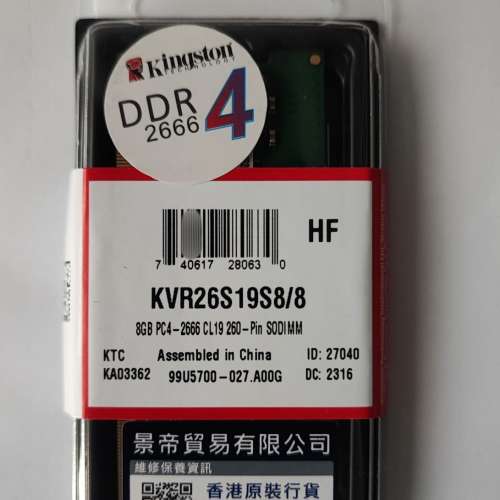 Kingston
TECHNOLOGY
DDR 4
2666
HF
7 40617 28063 0
KVR26S19S8/8
8GB PC4-2666 CL19 260-Pin SODIMM
KTC Assembled in China ID: 27040
KA03362 99U5700-027.A00G DC: 2316
景帝貿易有限公司
維修保養資訊
香港原裝行貨